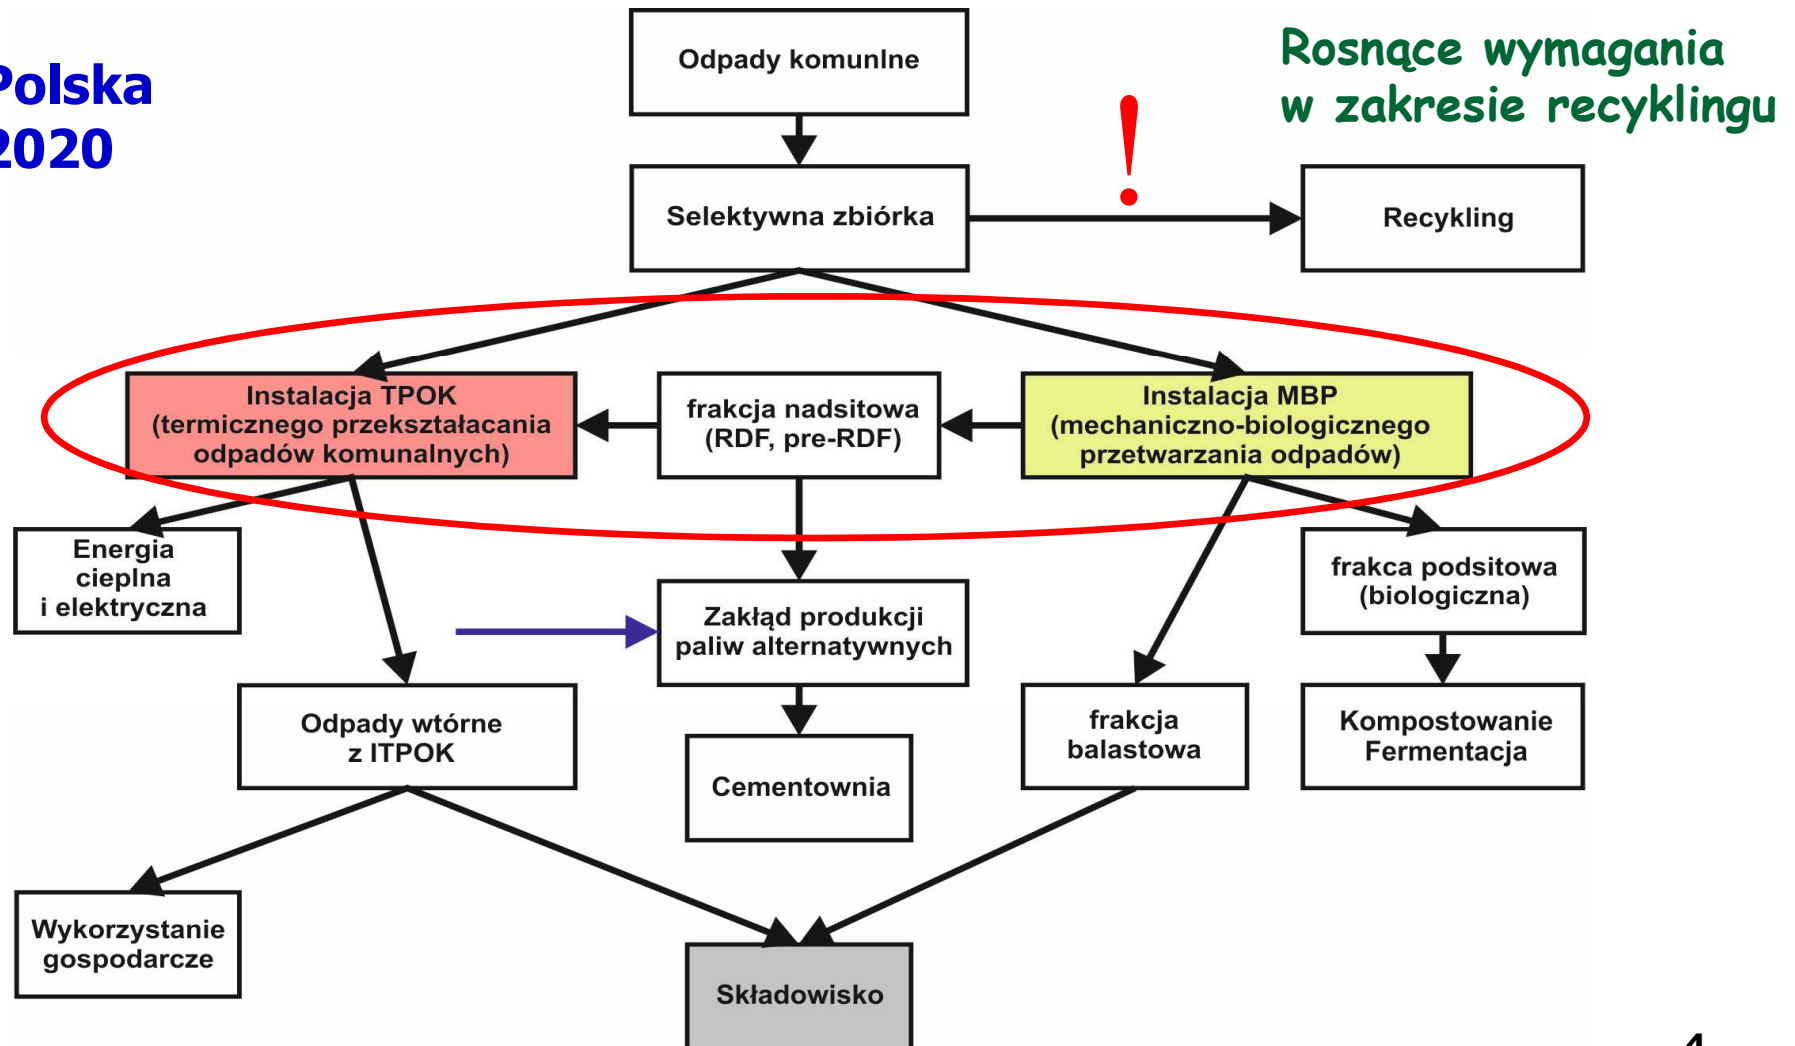 Polska
2020
Odpady komunlne
Rosnące wymagania
w zakresie recyklingu
!
Selektywna zbiórka
Recykling
Instalacja TPOK
(termicznego przekształacania
odpadów komunalnych)
frakcja nadsitowa
(RDF, pre-RDF)
Instalacja MBP
(mechaniczno-biologicznego
przetwarzania odpadów)
Energia
cieplna
i elektryczna
Zakłąd produkcji
paliw alternatywnych
frakca podsitowa
(biologiczna)
Odpady wtórne
z ITPOK
Cementownia
frakcja
balastowa
Kompostowanie
Fermentacja
Wykorzystanie
gospodarcze
Składowisko
4